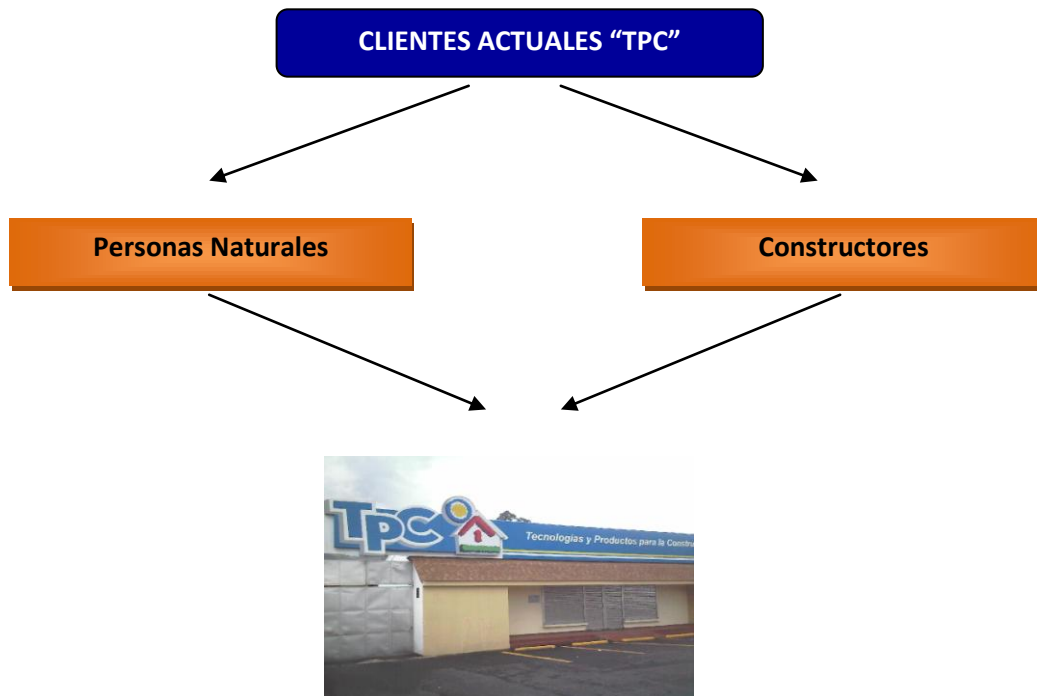 CLIENTES ACTUALES “TPC”
Personas Naturales
Constructores
TPC
Tecnologías y Productos para la Constru